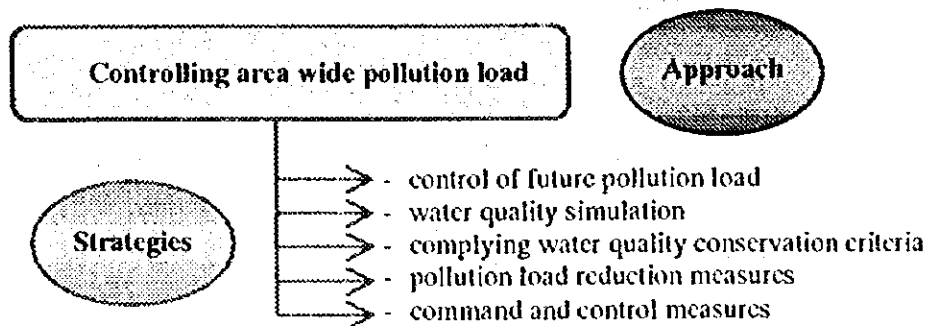 Controlling area wide pollution load
Approach
Strategies
- control of future pollution load
- water quality simulation
- complying water quality conservation criteria
- pollution load reduction measures
- command and control measures